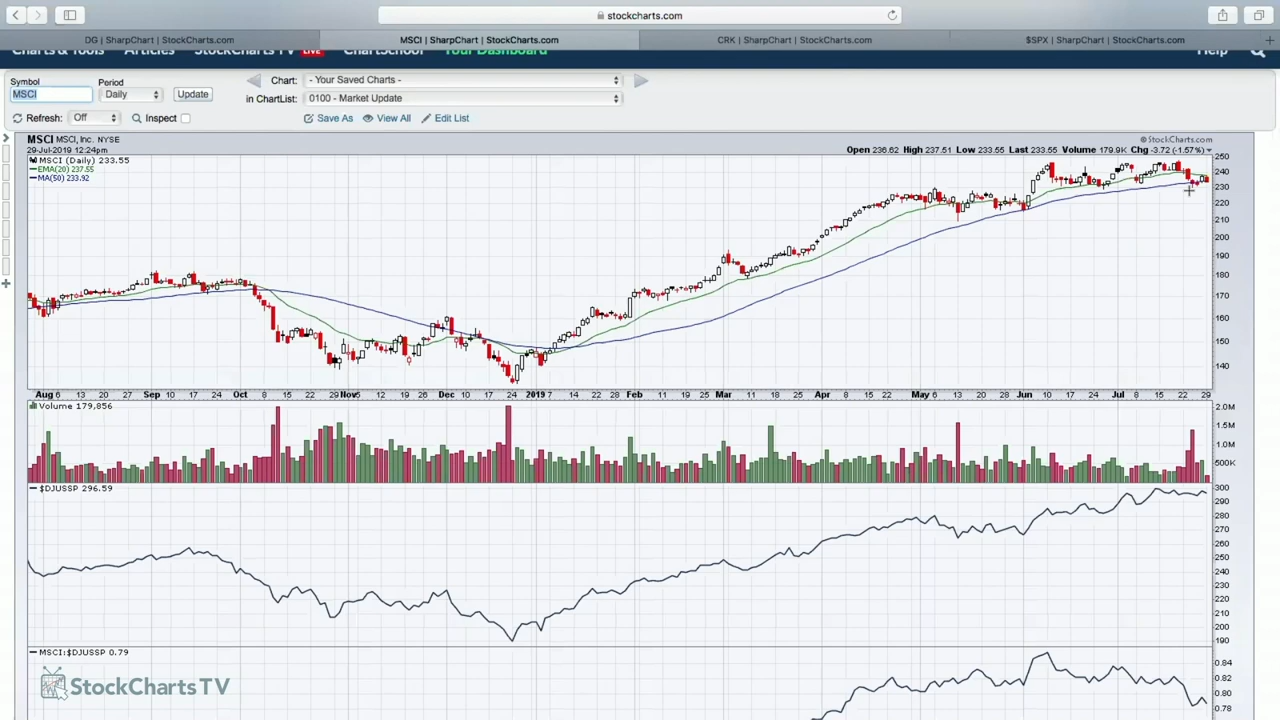 stockcharts.com
DG | SharpChart | StockCharts.com
MSCI | SharpChart | StockCharts.com
CRK | SharpChart | StockCharts.com
$SPX | SharpChart | StockCharts.com
Charts & Tools Articles StockCharts TV LIVE ChartSchool Your Dashboard Help
Symbol
MSCI
Period
Daily
Update
Chart: - Your Saved Charts -
in ChartList: 0100 - Market Update
Refresh: Off
Inspect
Save As View All Edit List
MSCI MSCI, Inc. NYSE
© StockCharts.com
29-Jul-2019 12:24pm
Open 236.62 High 237.51 Low 233.55 Last 233.55 Volume 179.9K Chg -3.72 (-1.57%)
MSCI (Daily) 233.55
EMA(20) 237.55
MA(50) 233.92
250
240
230
220
210
200
190
180
170
160
150
140
Aug 6 13 20 27 Sep 10 17 24 Oct 8 15 22 29 Nov 5 12 19 26 Dec 10 17 24 2019 7 14 22 28 Feb 11 19 25 Mar 11 18 25 Apr 8 15 22 May 6 13 20 28 Jun 10 17 24 Jul 8 15 22 29
Volume 179,856
2.0M
1.5M
1.0M
500K
$DJUSSP 296.59
300
290
280
270
260
250
240
230
220
210
200
190
MSCI:$DJUSSP 0.79
0.84
0.82
0.80
0.78
StockChartsTV